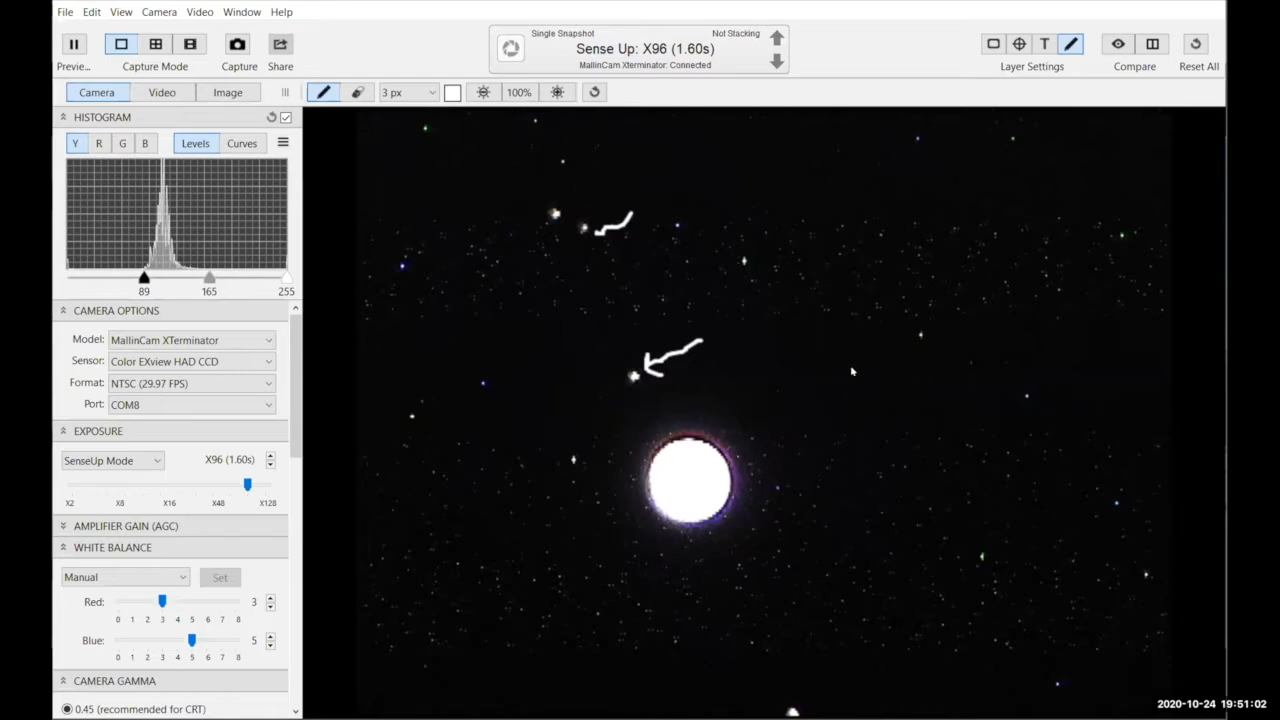 File Edit View Camera Video Window Help
Single Snapshot Not Stacking
Sense Up: X96 (1.60s)
MallinCam Xterminator: Connected
Previe... Capture Mode Capture Share
T
Layer Settings Compare Reset All
Camera Video Image 3 px 100%
HISTOGRAM
Y R G B Levels Curves
89 165 255
CAMERA OPTIONS
Model: MallinCam XTerminator
Sensor: Color EXview HAD CCD
Format: NTSC (29.97 FPS)
Port: COM8
EXPOSURE
SenseUp Mode X96 (1.60s)
X2 X8 X16 X48 X128
AMPLIFIER GAIN (AGC)
WHITE BALANCE
Manual Set
Red: 3
0 1 2 3 4 5 6 7 8
Blue: 5
0 1 2 3 4 5 6 7 8
CAMERA GAMMA
0.45 (recommended for CRT)
2020-10-24 19:51:02